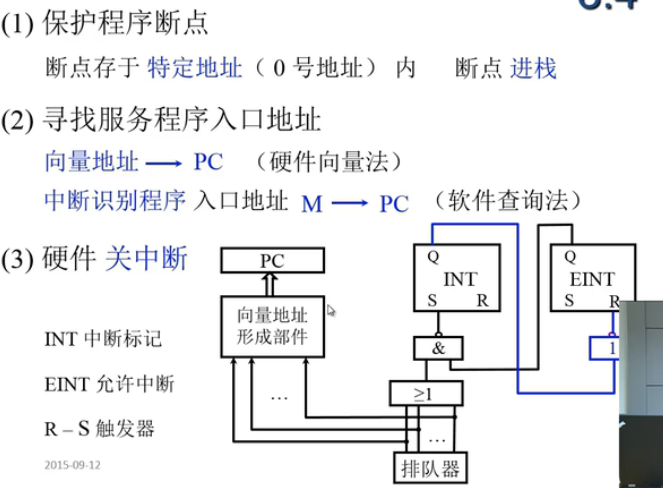 8.4
(1) 保护程序断点
断点存于 特定地址（ 0 号地址） 内 断点 进栈
(2) 寻找服务程序入口地址
向量地址 → PC （硬件向量法）
中断识别程序 入口地址 M → PC （软件查询法）
(3) 硬件 关中断
PC
向量地址
形成部件
INT 中断标记
EINT 允许中断
R – S 触发器
2015-09-12
…
Q
INT
S R
Q
EINT
S R
&
1
≥1
…
排队器